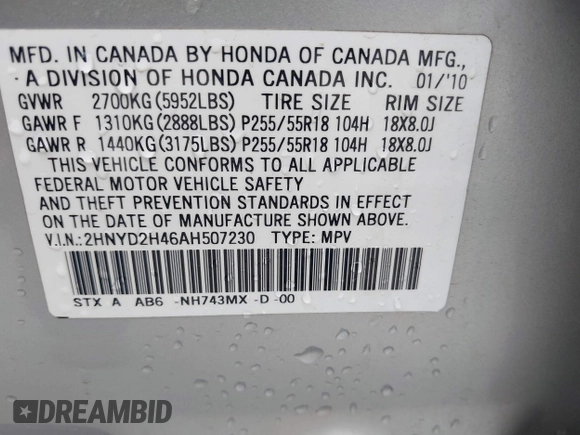 MFD. IN CANADA BY HONDA OF CANADA MFG.,
A DIVISION OF HONDA CANADA INC. 01/'10
GVWR 2700KG(5952LBS) TIRE SIZE RIM SIZE
GAWR F 1310KG(2888LBS) P255/55R18 104H 18X8.0J
GAWR R 1440KG(3175LBS) P255/55R18 104H 18X8.0J
THIS VEHICLE CONFORMS TO ALL APPLICABLE
FEDERAL MOTOR VEHICLE SAFETY
AND THEFT PREVENTION STANDARDS IN EFFECT
ON THE DATE OF MANUFACTURE SHOWN ABOVE.
V.I.N.:2HNYD2H46AH507230 TYPE: MPV
STX A AB6 -NH743MX -D -00
DREAMBID